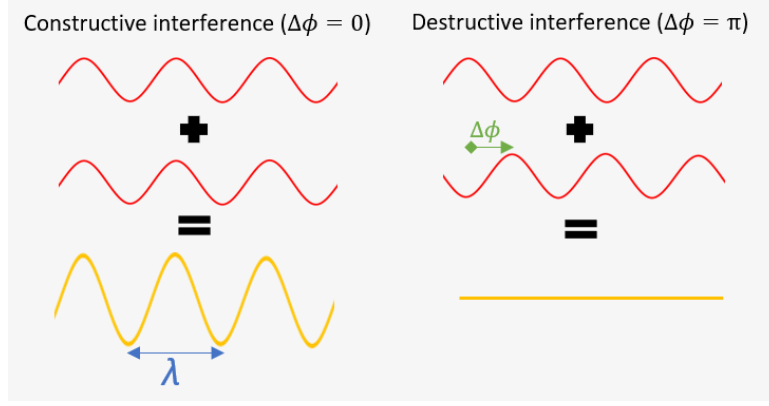 Constructive interference (Δϕ = 0)
Destructive interference (Δϕ = π)
+
+
Δϕ
=
=
λ